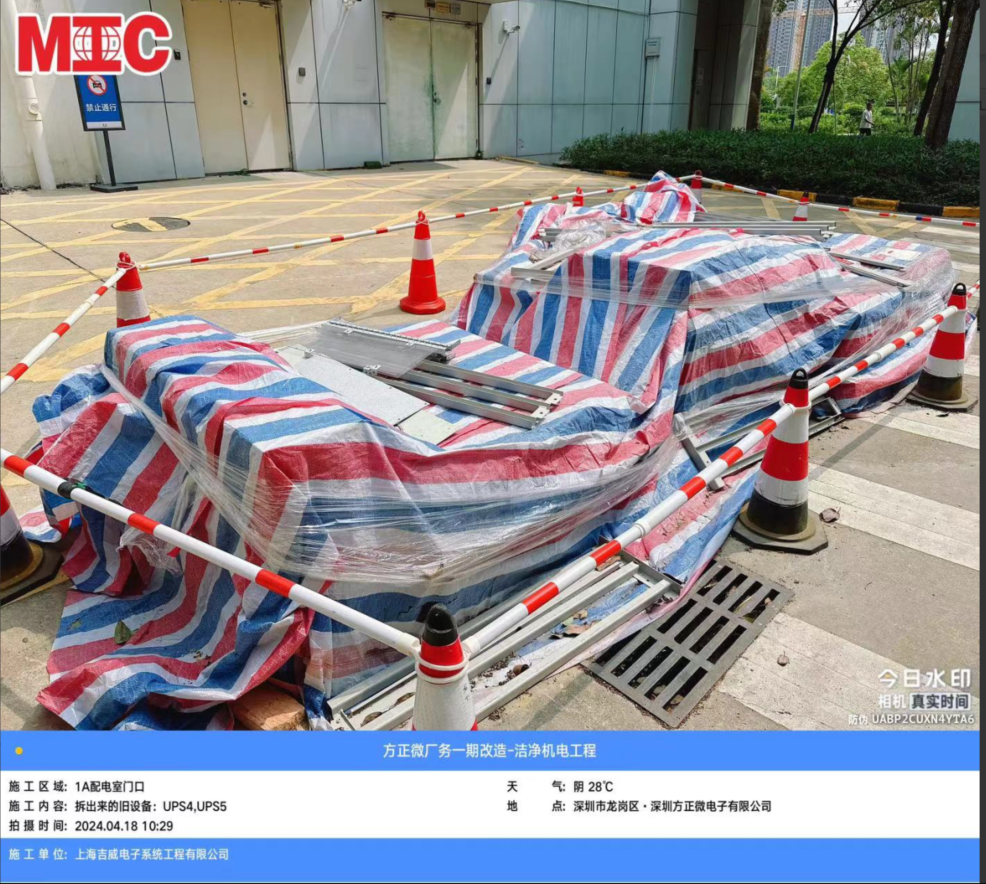 MIC
禁止通行
今日水印
相机 真实时间
防伪 UABP2CUXN4YTA6
方正微厂务一期改造-洁净机电工程
施工区域: 1A配电室门口
天 气: 阴 28℃
施工内容: 拆出来的旧设备: UPS4,UPS5
地 点: 深圳市龙岗区·深圳方正微电子有限公司
拍摄时间: 2024.04.18 10:29
施工单位: 上海吉威电子系统工程有限公司